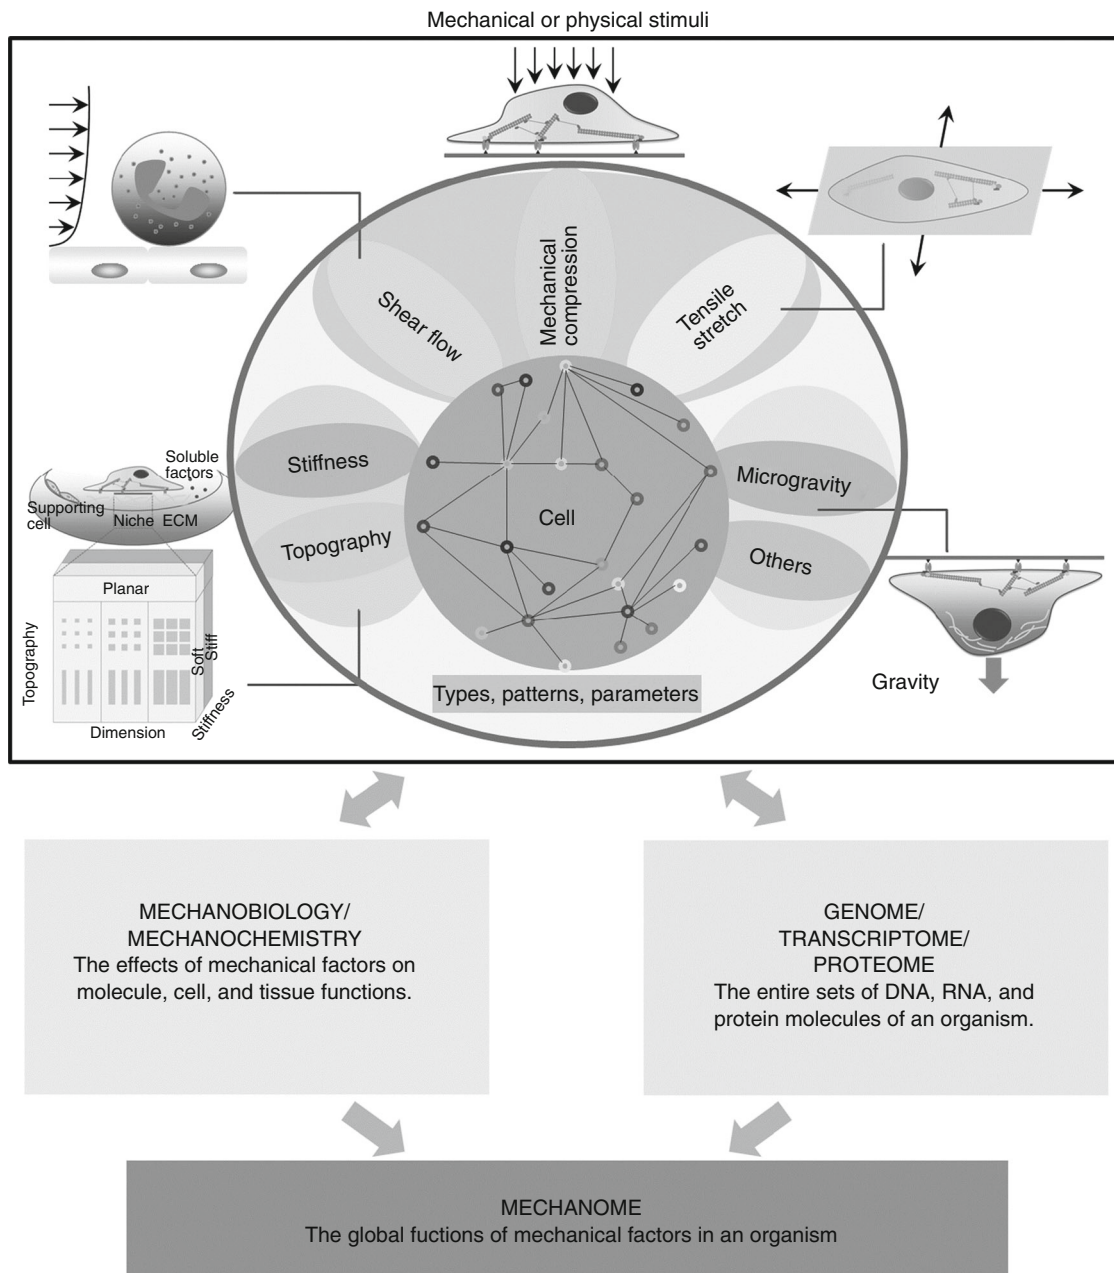 Mechanical or physical stimuli
Mechanical
compression
Shear flow
Tensile
stretch
Stiffness
Topography
Microgravity
Others
Cell
Types, patterns, parameters
Soluble
factors
Supporting
cell
Niche
ECM
Planar
Topography
Soft
Stiff
Stiffness
Dimension
Gravity
MECHANOBIOLOGY/
MECHANOCHEMISTRY
The effects of mechanical factors on
molecule, cell, and tissue functions.
GENOME/
TRANSCRIPTOME/
PROTEOME
The entire sets of DNA, RNA, and
protein molecules of an organism.
MECHANOME
The global fuctions of mechanical factors in an organism